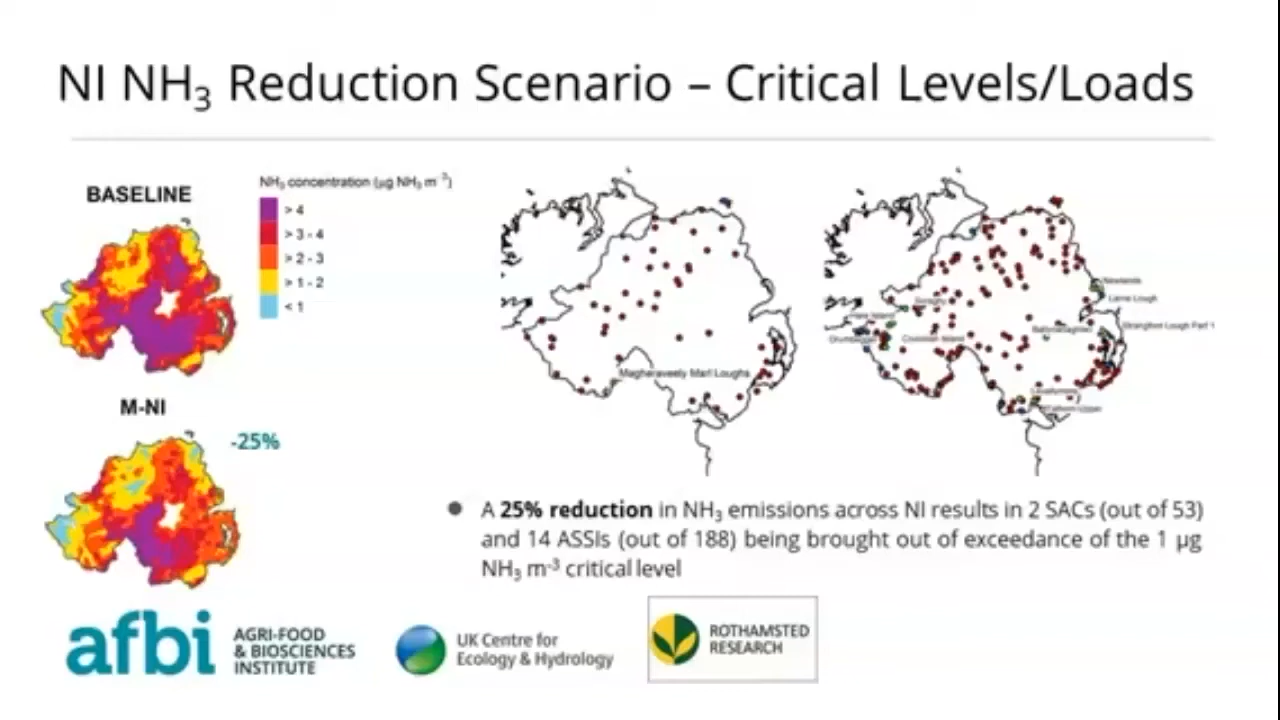 NI NH₃ Reduction Scenario – Critical Levels/Loads
BASELINE
NH₃ concentration (µg NH₃ m⁻³)
> 4
> 3 - 4
> 2 - 3
> 1 - 2
< 1
M-NI
-25%
Magheraveely Marl Loughs
Newlands
Larne Lough
Strangfoot Lough Part 1
● A 25% reduction in NH₃ emissions across NI results in 2 SACs (out of 53)
and 14 ASSIs (out of 188) being brought out of exceedance of the 1 µg
NH₃ m⁻³ critical level
afbi
AGRI-FOOD
& BIOSCIENCES
INSTITUTE
UK Centre for
Ecology & Hydrology
ROTHAMSTED
RESEARCH